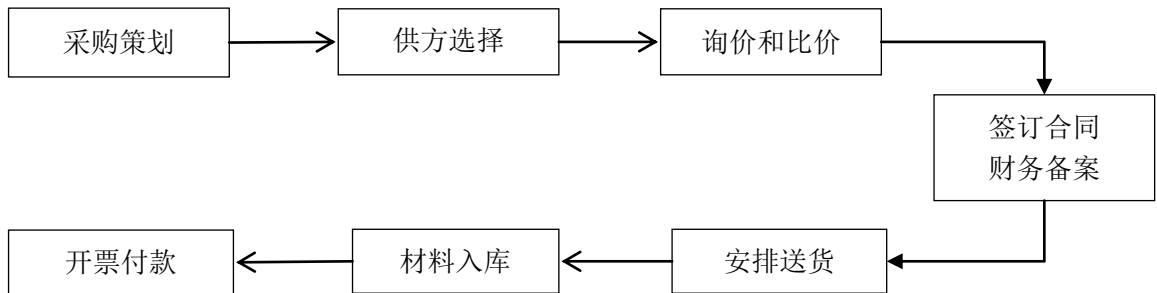 采购策划
供方选择
询价和比价
签订合同
财务备案
安排送货
材料入库
开票付款